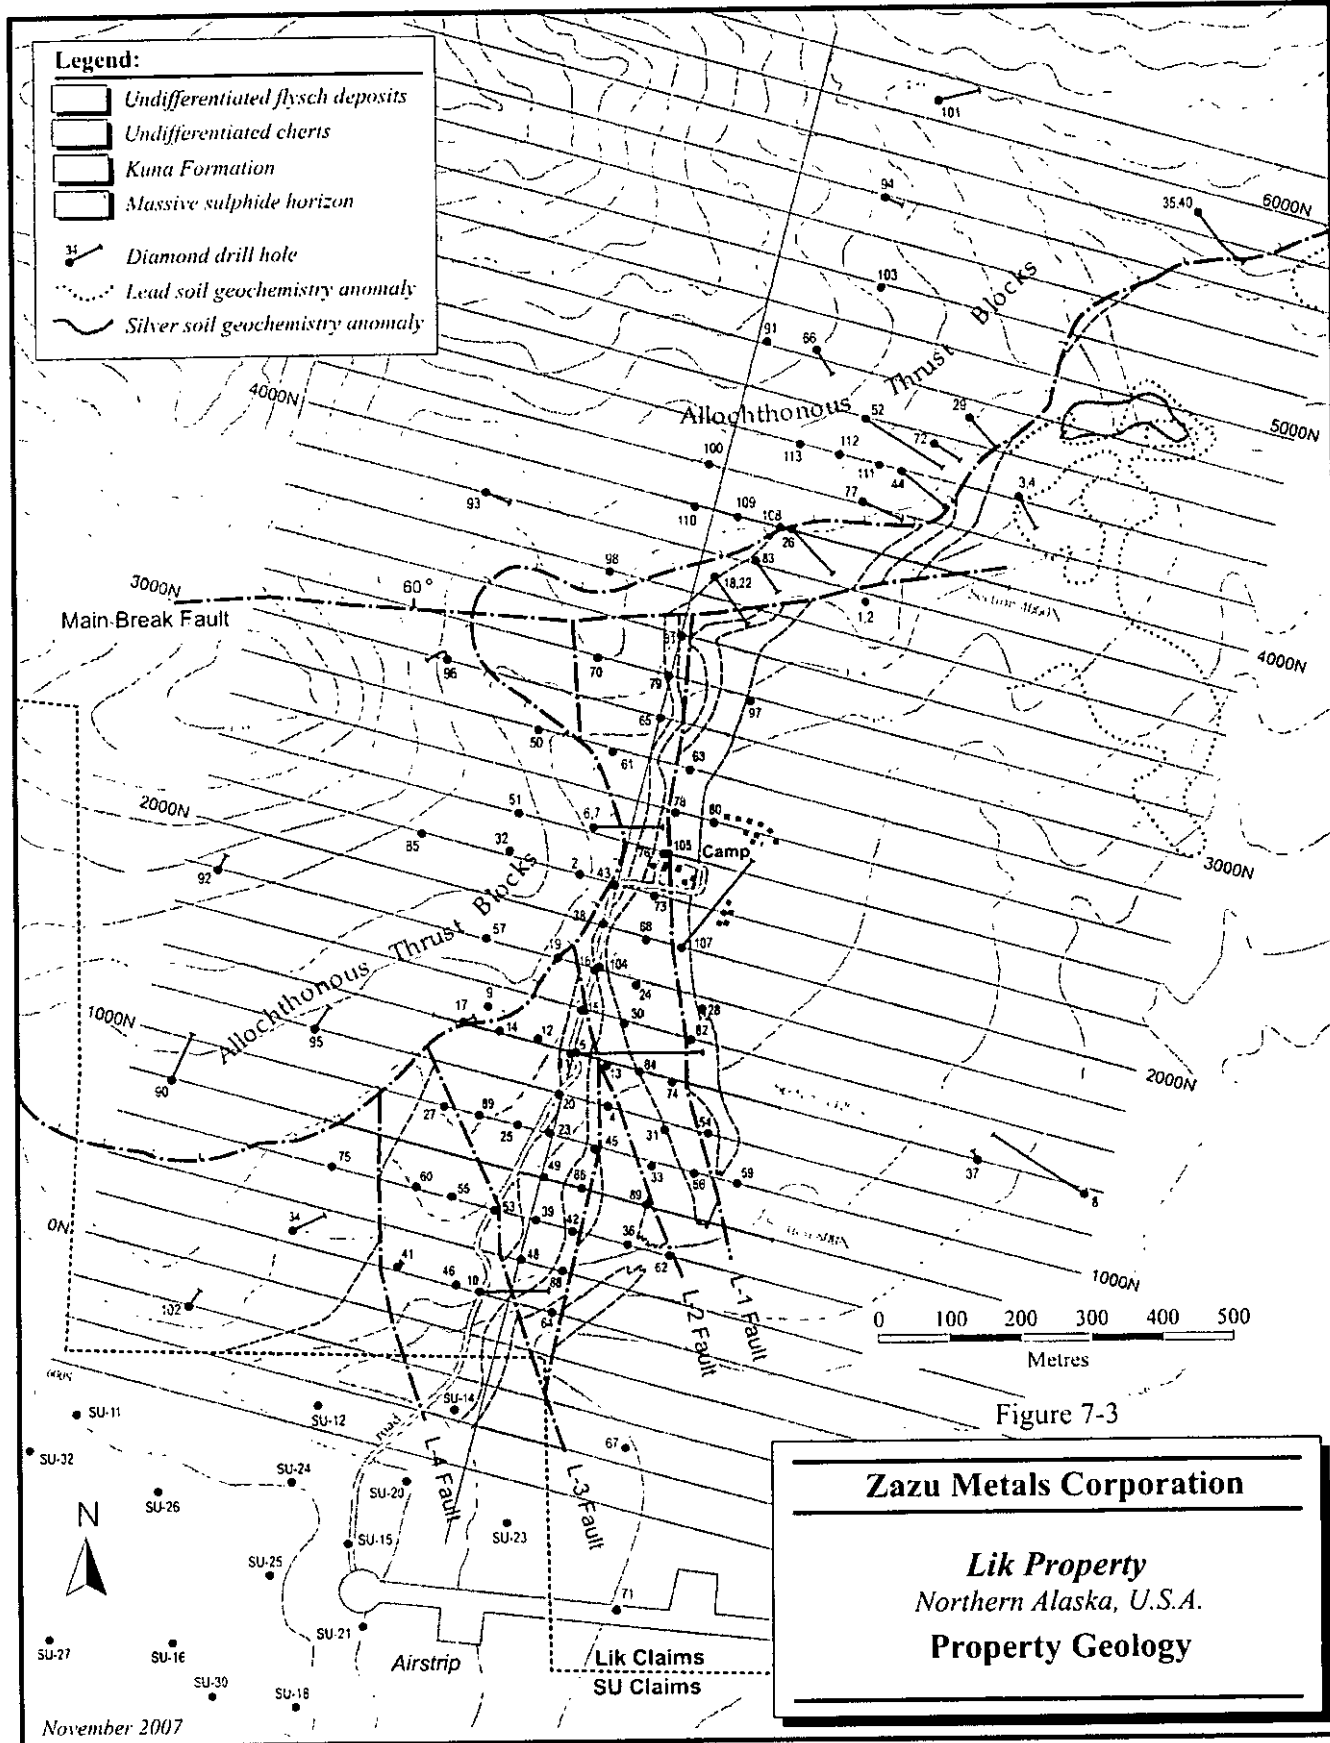 Legend:
Undifferentiated flysch deposits
Undifferentiated cherts
Kuna Formation
Massive sulphide horizon
34
Diamond drill hole
Lead soil geochemistry anomaly
Silver soil geochemistry anomaly
101
94
35,40
6000N
103
91
66
Allochthonous Thrust Blocks
4000N
52
29
5000N
100
113
112
111
72
44
93
77
3,4
110
109
108
26
98
83
3000N
60°
18,22
Main Break Fault
1,2
4000N
96
70
79
97
65
50
61
63
2000N
51
6,7
78
80
85
32
76
105
Camp
3000N
92
2
43
73
Allochthonous Thrust Blocks
57
38
68
107
19
16
104
24
9
17
1000N
95
14
12
15
30
28
82
5
11
13
84
74
2000N
90
27
89
20
4
25
23
31
54
45
75
60
55
49
86
33
56
59
37
8
53
39
42
89
0N
34
36
41
48
62
1000N
46
10
88
102
64
L-1 Fault
L-2 Fault
0 100 200 300 400 500
Metres
SU-11
SU-12
SU-14
Figure 7-3
road
67
SU-32
SU-24
L-4 Fault
L-3 Fault
SU-26
SU-20
N
SU-23
SU-15
SU-25
71
SU-21
SU-27
SU-16
Airstrip
Lik Claims
SU Claims
SU-30
SU-18
November 2007
Zazu Metals Corporation
Lik Property
Northern Alaska, U.S.A.
Property Geology